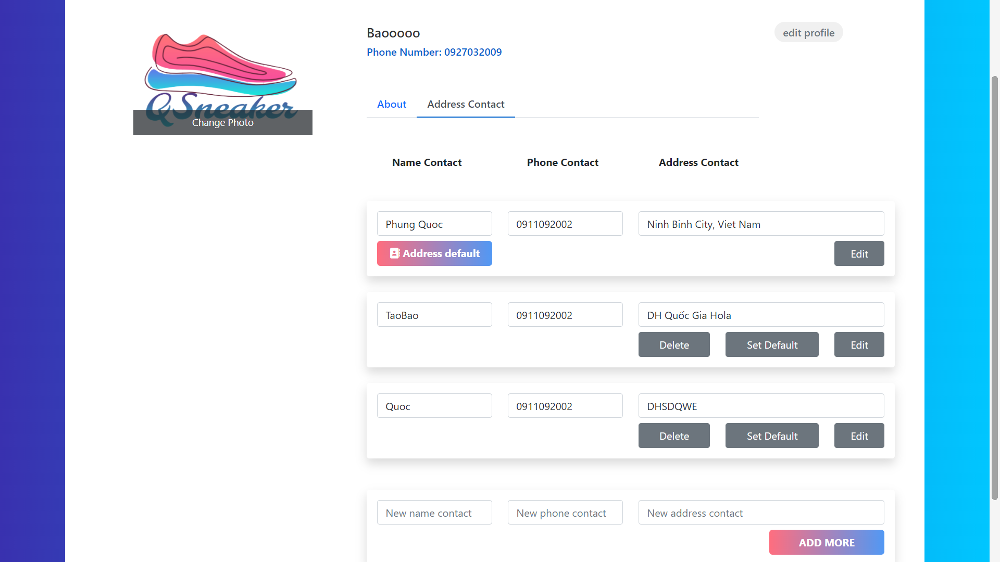 QSneaker
Change Photo
Baooooo
edit profile
Phone Number: 0927032009
About
Address Contact
Name Contact
Phone Contact
Address Contact
Phung Quoc
0911092002
Ninh Binh City, Viet Nam
Address default
Edit
TaoBao
0911092002
DH Quốc Gia Hola
Delete
Set Default
Edit
Quoc
0911092002
DHSDQWE
Delete
Set Default
Edit
New name contact
New phone contact
New address contact
ADD MORE